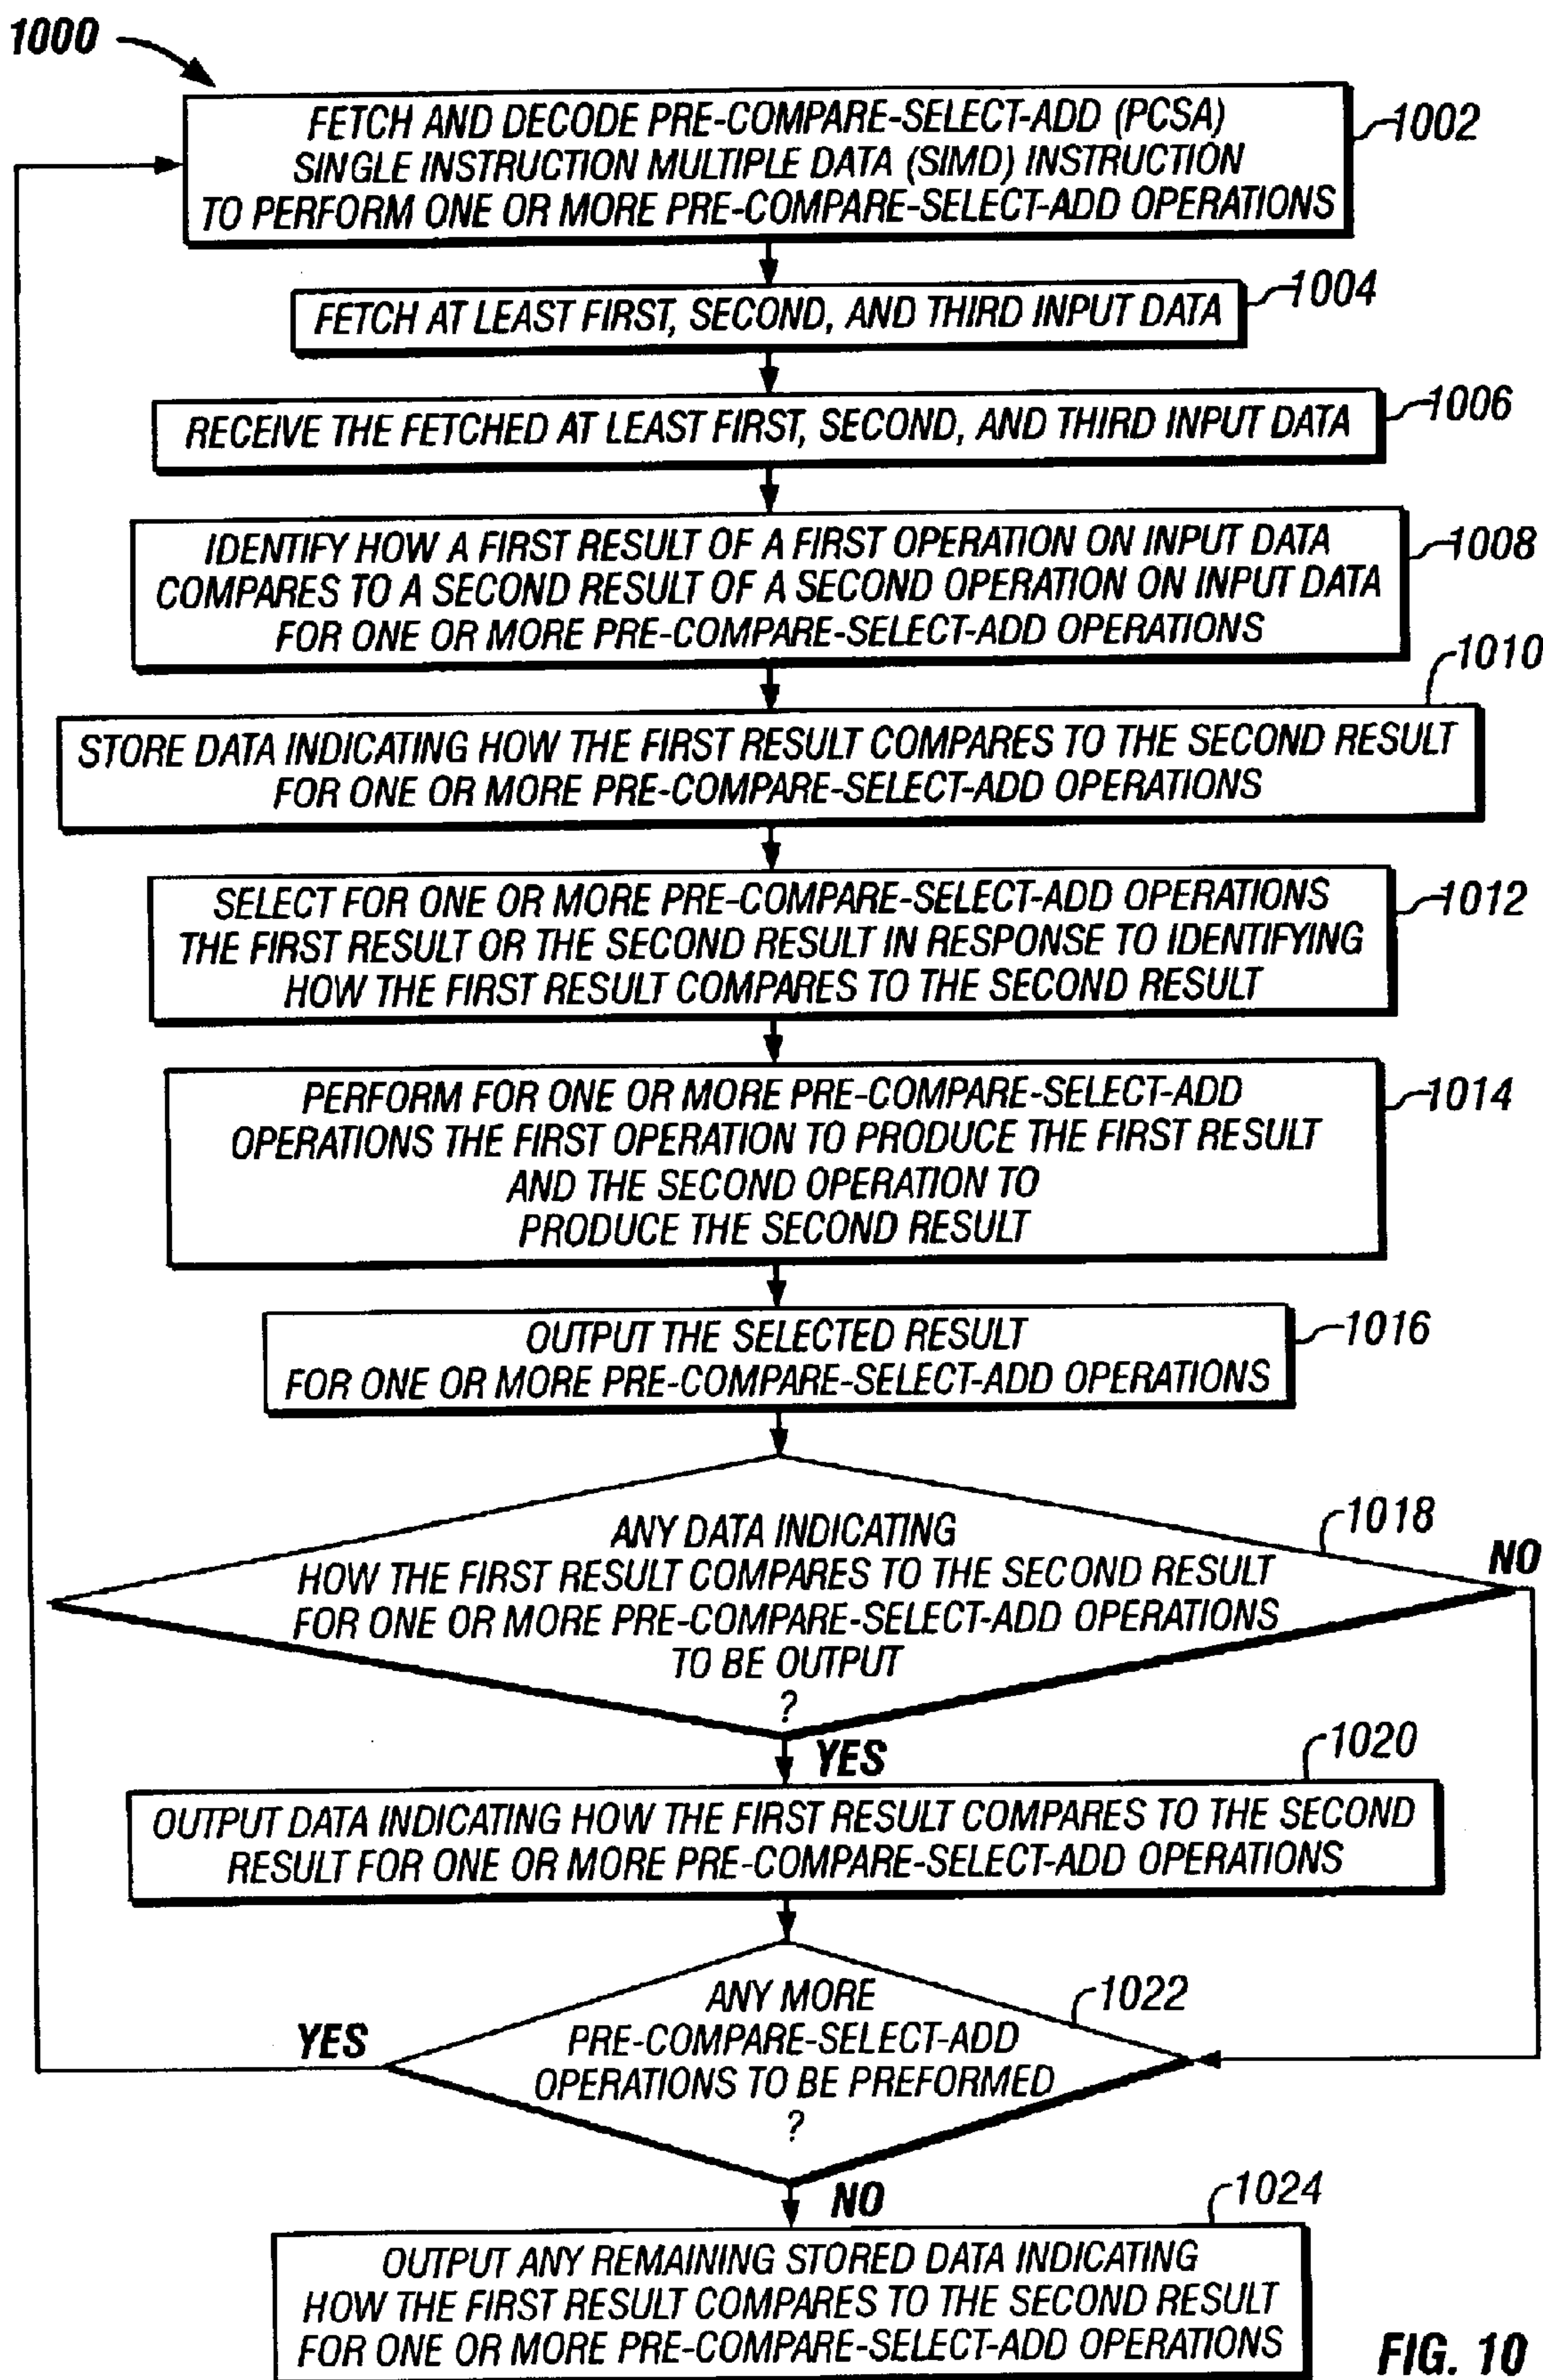 1000
FETCH AND DECODE PRE-COMPARE-SELECT-ADD (PCSA)
SINGLE INSTRUCTION MULTIPLE DATA (SIMD) INSTRUCTION
TO PERFORM ONE OR MORE PRE-COMPARE-SELECT-ADD OPERATIONS
1002
FETCH AT LEAST FIRST, SECOND, AND THIRD INPUT DATA
1004
RECEIVE THE FETCHED AT LEAST FIRST, SECOND, AND THIRD INPUT DATA
1006
IDENTIFY HOW A FIRST RESULT OF A FIRST OPERATION ON INPUT DATA
COMPARES TO A SECOND RESULT OF A SECOND OPERATION ON INPUT DATA
FOR ONE OR MORE PRE-COMPARE-SELECT-ADD OPERATIONS
1008
1010
STORE DATA INDICATING HOW THE FIRST RESULT COMPARES TO THE SECOND RESULT
FOR ONE OR MORE PRE-COMPARE-SELECT-ADD OPERATIONS
SELECT FOR ONE OR MORE PRE-COMPARE-SELECT-ADD OPERATIONS
THE FIRST RESULT OR THE SECOND RESULT IN RESPONSE TO IDENTIFYING
HOW THE FIRST RESULT COMPARES TO THE SECOND RESULT
1012
PERFORM FOR ONE OR MORE PRE-COMPARE-SELECT-ADD
OPERATIONS THE FIRST OPERATION TO PRODUCE THE FIRST RESULT
AND THE SECOND OPERATION TO
PRODUCE THE SECOND RESULT
1014
OUTPUT THE SELECTED RESULT
FOR ONE OR MORE PRE-COMPARE-SELECT-ADD OPERATIONS
1016
ANY DATA INDICATING
HOW THE FIRST RESULT COMPARES TO THE SECOND RESULT
FOR ONE OR MORE PRE-COMPARE-SELECT-ADD OPERATIONS
TO BE OUTPUT
?
1018
NO
YES
1020
OUTPUT DATA INDICATING HOW THE FIRST RESULT COMPARES TO THE SECOND
RESULT FOR ONE OR MORE PRE-COMPARE-SELECT-ADD OPERATIONS
ANY MORE
PRE-COMPARE-SELECT-ADD
OPERATIONS TO BE PREFORMED
?
1022
YES
NO
1024
OUTPUT ANY REMAINING STORED DATA INDICATING
HOW THE FIRST RESULT COMPARES TO THE SECOND RESULT
FOR ONE OR MORE PRE-COMPARE-SELECT-ADD OPERATIONS
FIG. 10